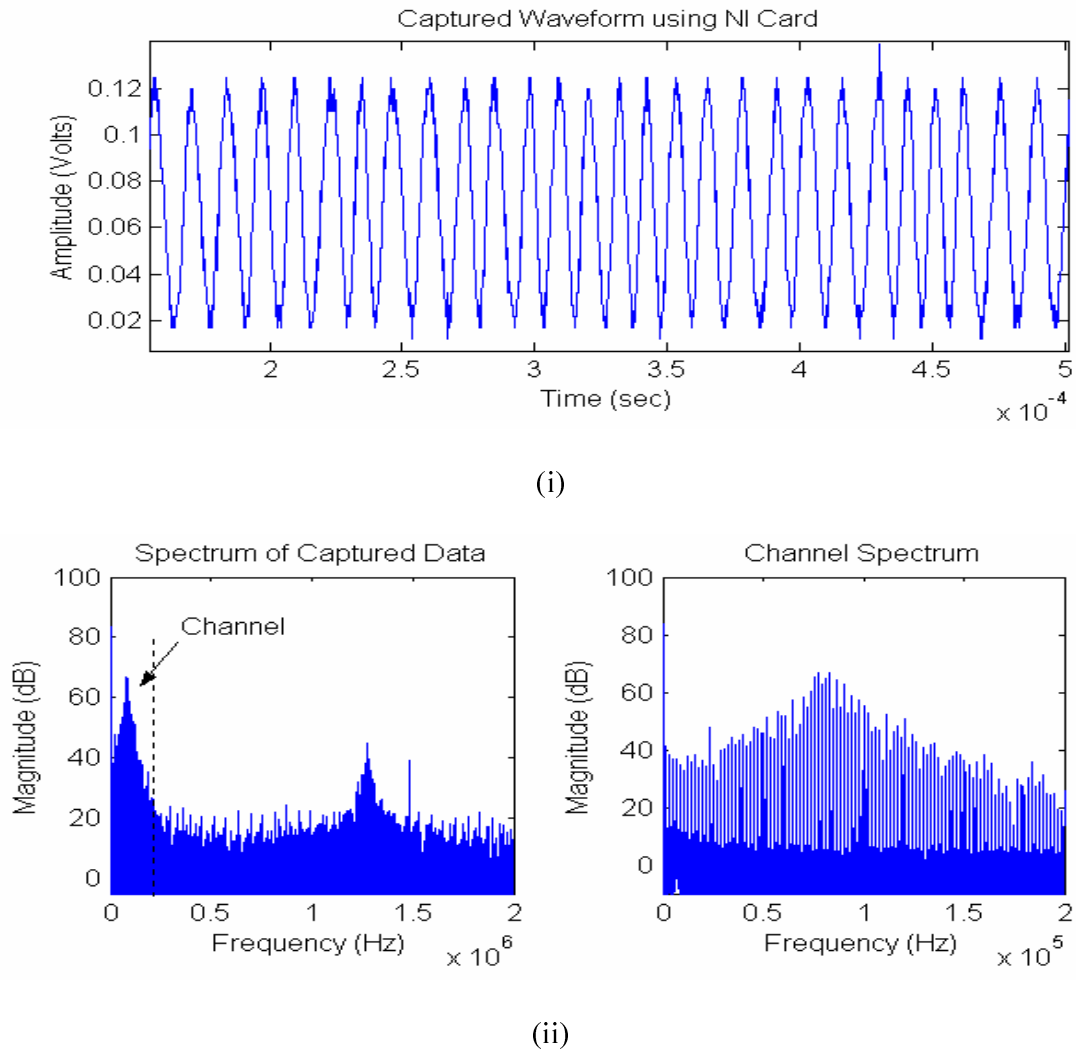 Captured Waveform using NI Card
Amplitude (Volts)
0.12
0.1
0.08
0.06
0.04
0.02
2 2.5 3 3.5 4 4.5 5
Time (sec)
x 10^-4
(i)
Spectrum of Captured Data
Magnitude (dB)
100
80
60
40
20
0
Channel
0 0.5 1 1.5 2
Frequency (Hz)
x 10^6
Channel Spectrum
Magnitude (dB)
100
80
60
40
20
0
0 0.5 1 1.5 2
Frequency (Hz)
x 10^5
(ii)